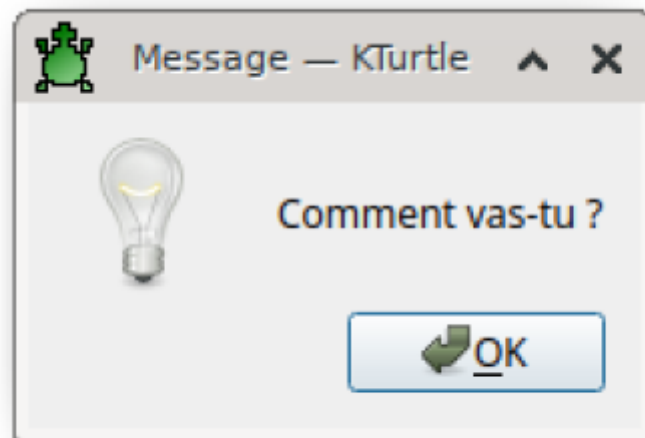 Message — KTurtle
Comment vas-tu ?
OK